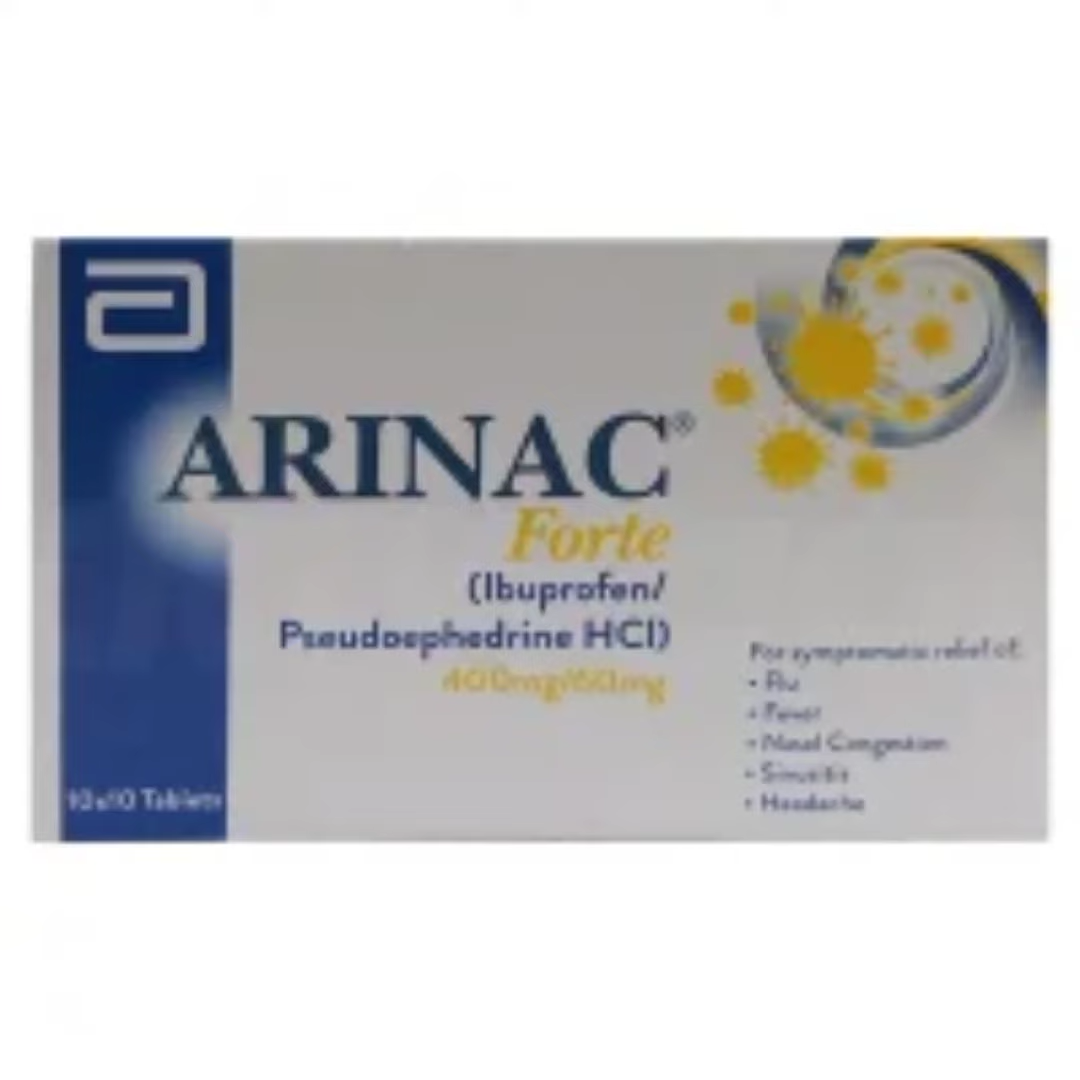 ARINAC®
Forte
(Ibuprofen/
Pseudoephedrine HCl)
400mg/60mg
10x10 Tablets
For symptomatic relief of:
• Flu
• Fever
• Nasal Congestion
• Sinusitis
• Headache